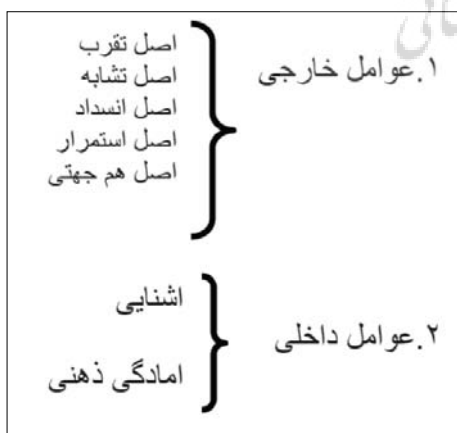 ۱.عوامل خارجی
اصل تقرب
اصل تشابه
اصل انسداد
اصل استمرار
اصل هم جهتی
۲.عوامل داخلی
اشنایی
امادگی ذهنی